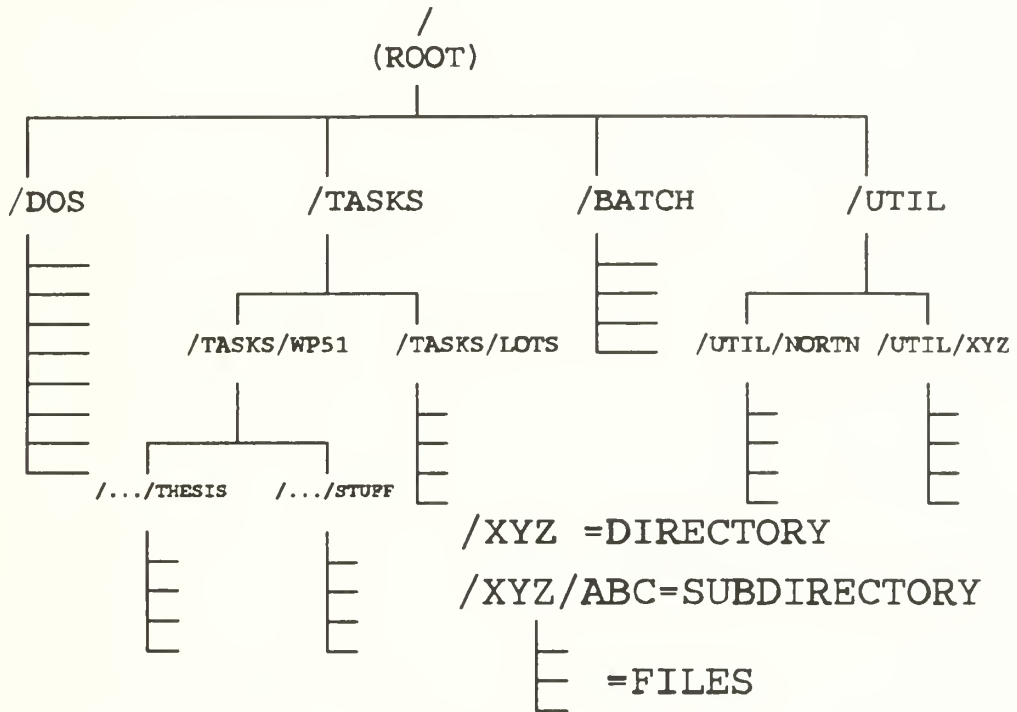 /
(ROOT)
/DOS /TASKS /BATCH /UTIL
/TASKS/WP51 /TASKS/LOTS /UTIL/NORTN /UTIL/XYZ
/.../THESIS /.../STUFF
/XYZ =DIRECTORY
/XYZ/ABC=SUBDIRECTORY
=FILES